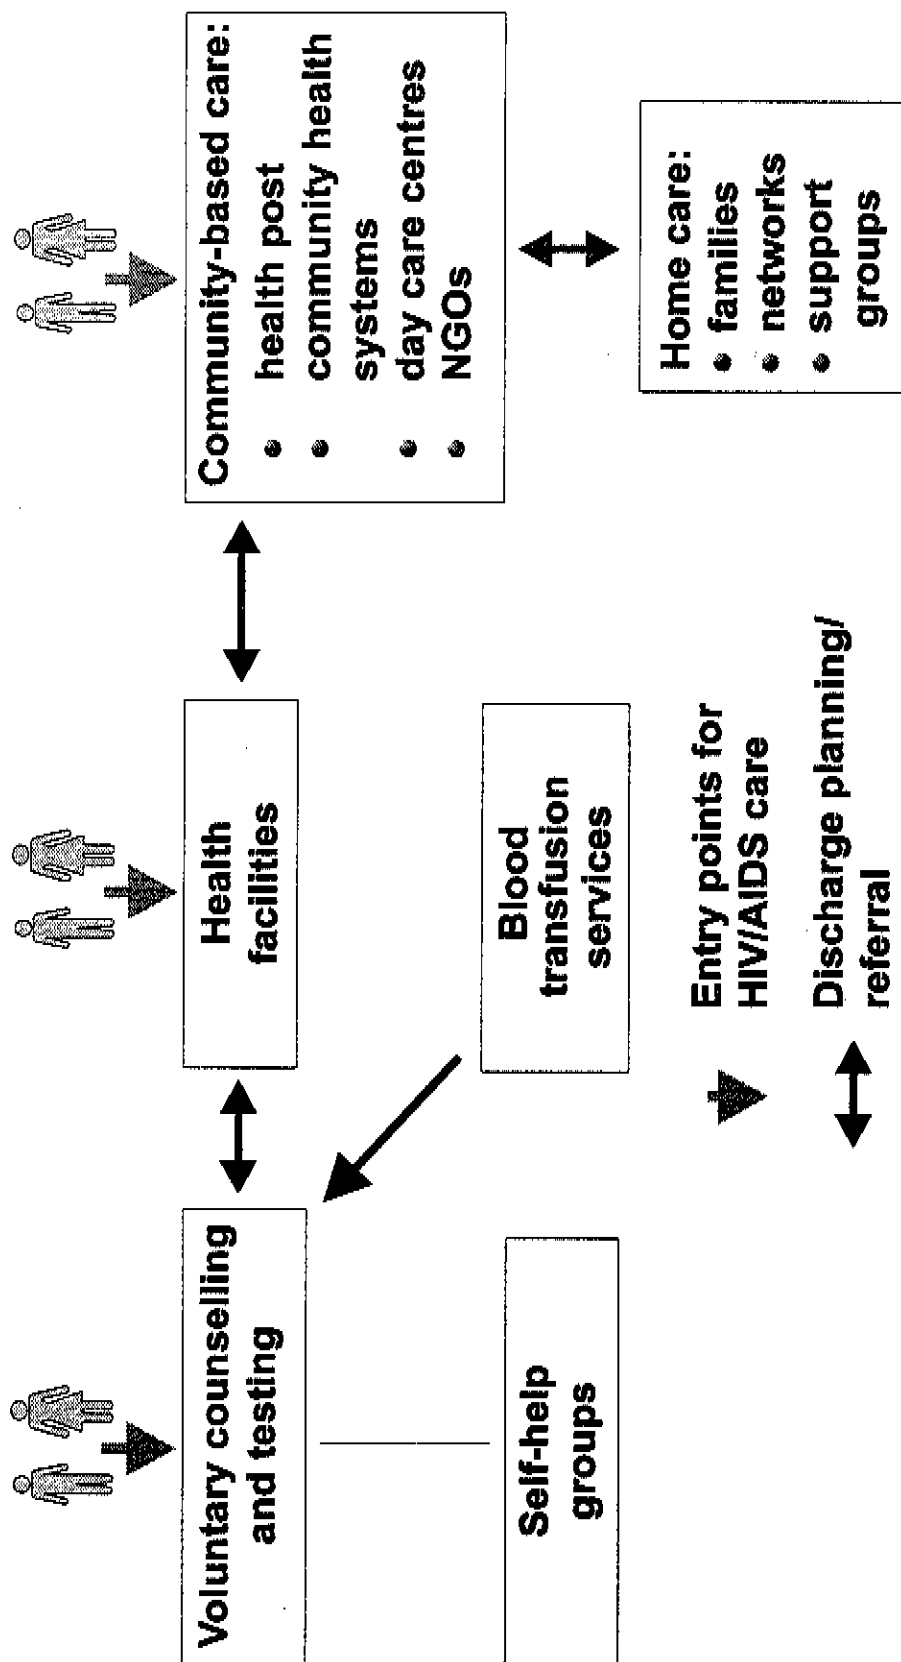 Voluntary counselling
and testing
Health
facilities
Community-based care:
• health post
• community health
systems
• day care centres
• NGOs
Self-help
groups
Blood
transfusion
services
Home care:
• families
• networks
• support
groups
Entry points for
HIV/AIDS care
Discharge planning/
referral